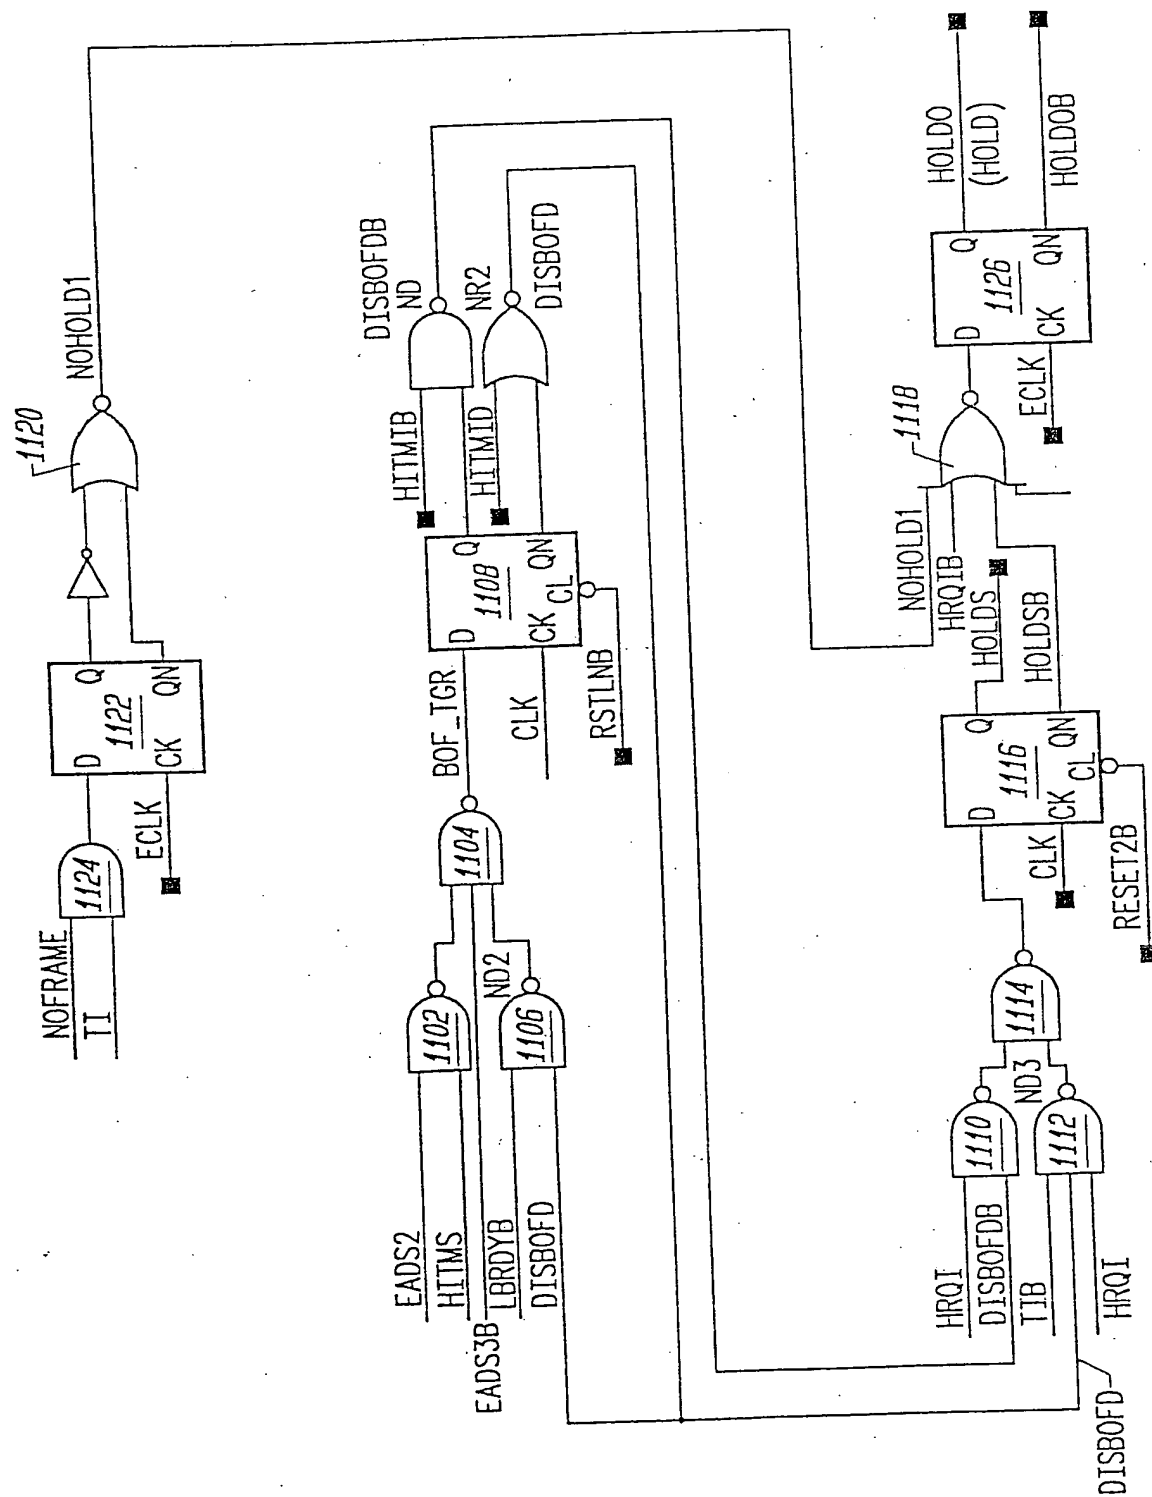 NOFRAME
TI
1124
ECLK
D
1122
Q
CK
QN
1120
NOHOLD1
EADS2
HITMS
EADS3B
LBRDYB
DISBOFD
1102
ND2
1106
1104
BOF_TGR
CLK
RSTLNB
D
1108
Q
CK
QN
CL
HITMIB
HITMID
DISBOFDB
ND
NR2
DISBOFD
HRQI
DISBOFDB
TIB
HRQI
DISBOFD
1110
ND3
1112
1114
CLK
RESET2B
D
1116
Q
CK
QN
CL
NOHOLD1
HRQIB
HOLDS
HOLDSB
1118
ECLK
D
1126
Q
CK
QN
HOLDO
(HOLD)
HOLDOB